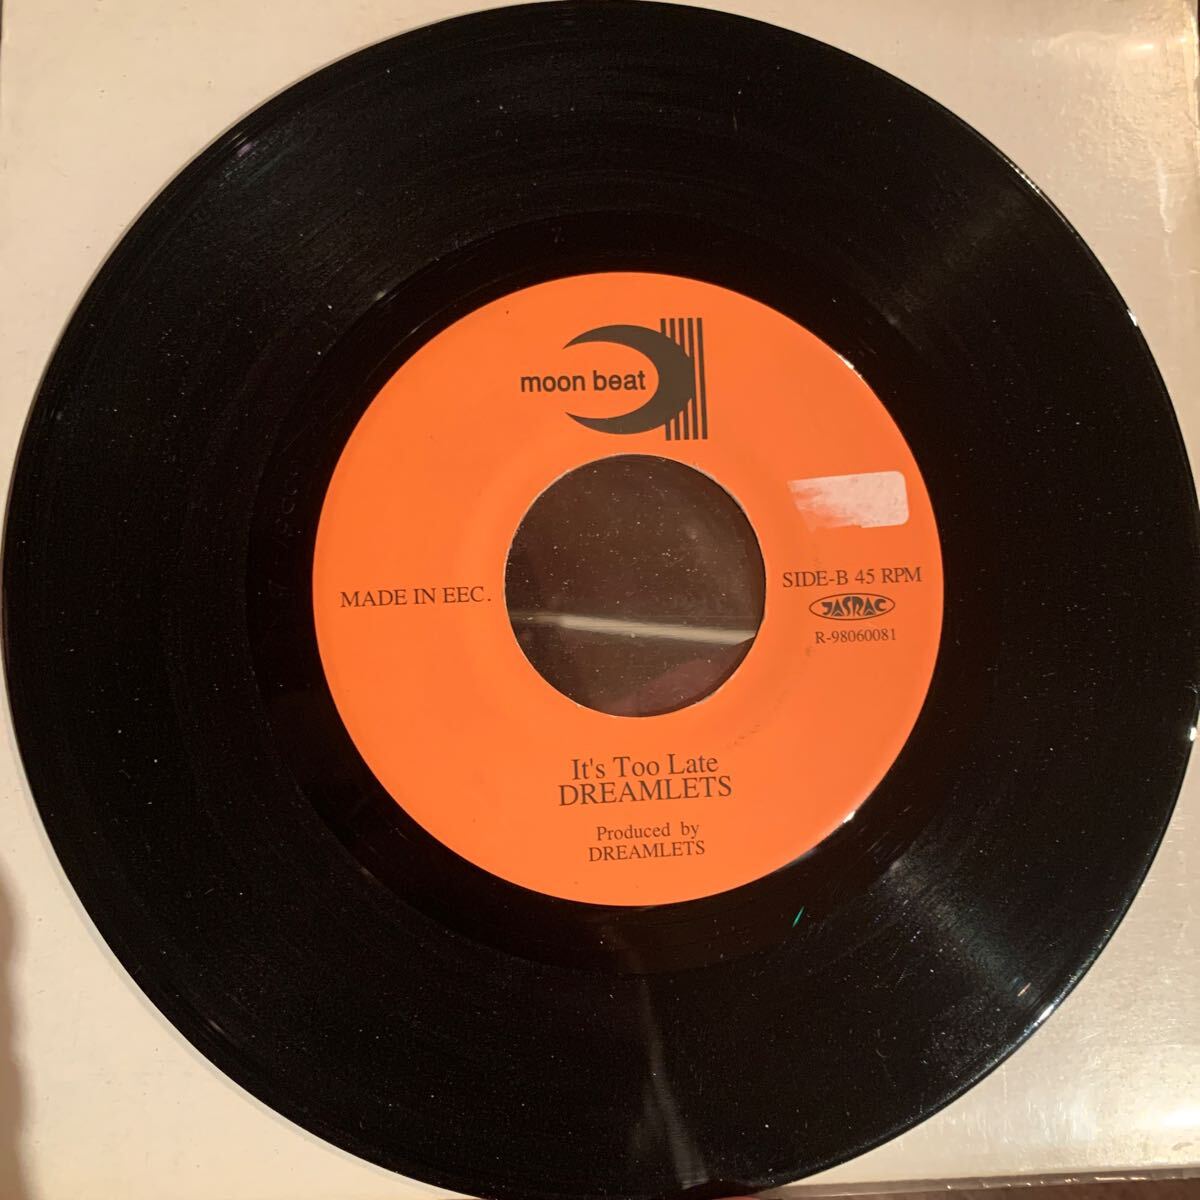 moon beat
MADE IN EEC.
SIDE-B 45 RPM
JASRAC
R-98060081
It's Too Late
DREAMLETS
Produced by
DREAMLETS